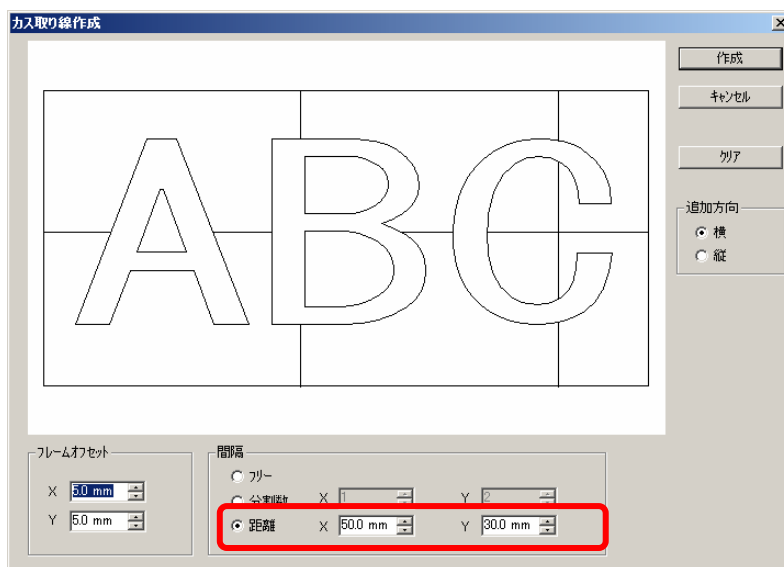 カス取り線作成
作成
キャンセル
クリア
追加方向
横
縦
ABC
フレームオフセット
X 5.0 mm
Y 5.0 mm
間隔
フリー
分割数 X 1 Y 2
距離 X 50.0 mm Y 30.0 mm